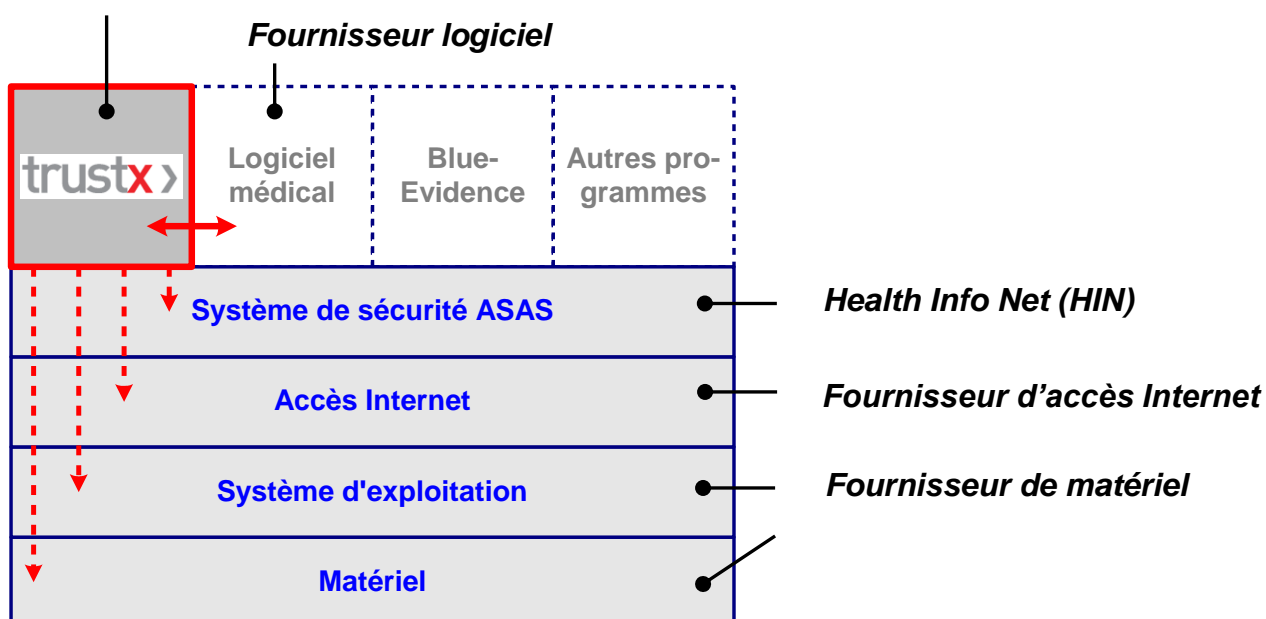 Fournisseur logiciel
trustx
Logiciel
médical
Blue-
Evidence
Autres pro-
grammes
Système de sécurité ASAS
Health Info Net (HIN)
Accès Internet
Fournisseur d’accès Internet
Système d'exploitation
Fournisseur de matériel
Matériel